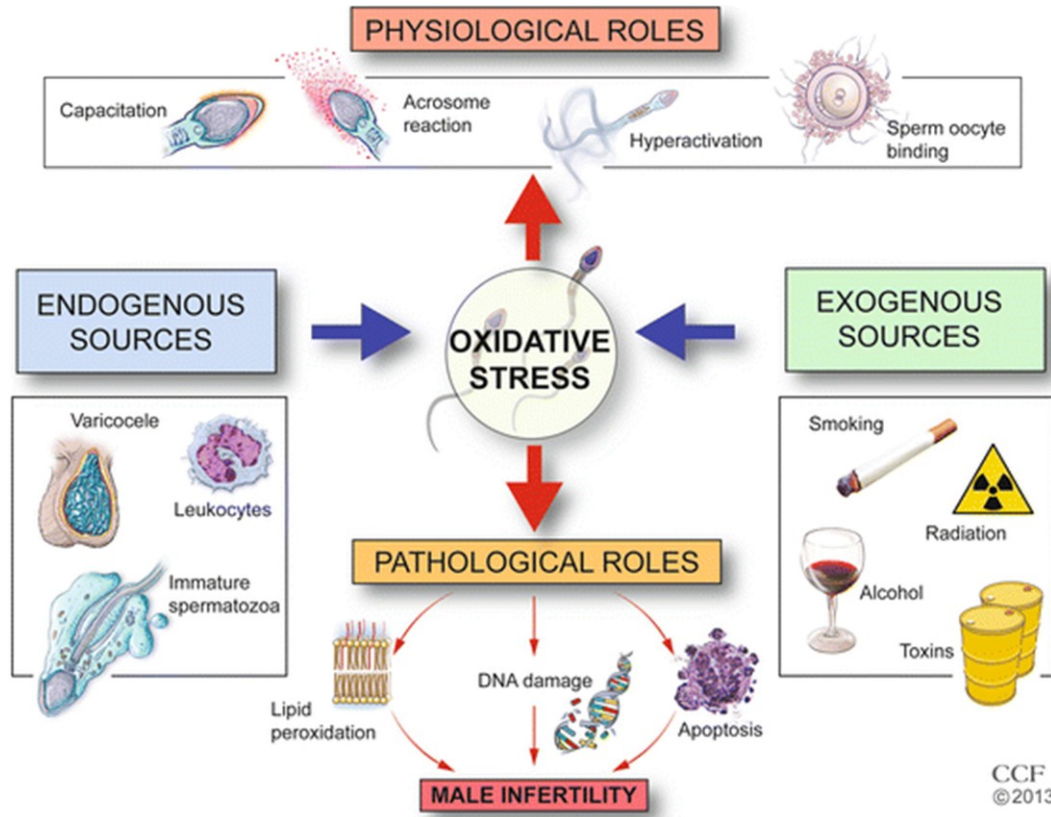 PHYSIOLOGICAL ROLES
Capacitation
Acrosome
reaction
Hyperactivation
Sperm oocyte
binding
ENDOGENOUS
SOURCES
OXIDATIVE
STRESS
EXOGENOUS
SOURCES
Varicocele
Leukocytes
Immature
spermatozoa
Smoking
Radiation
Alcohol
Toxins
PATHOLOGICAL ROLES
Lipid
peroxidation
DNA damage
Apoptosis
MALE INFERTILITY
CCF
©2013